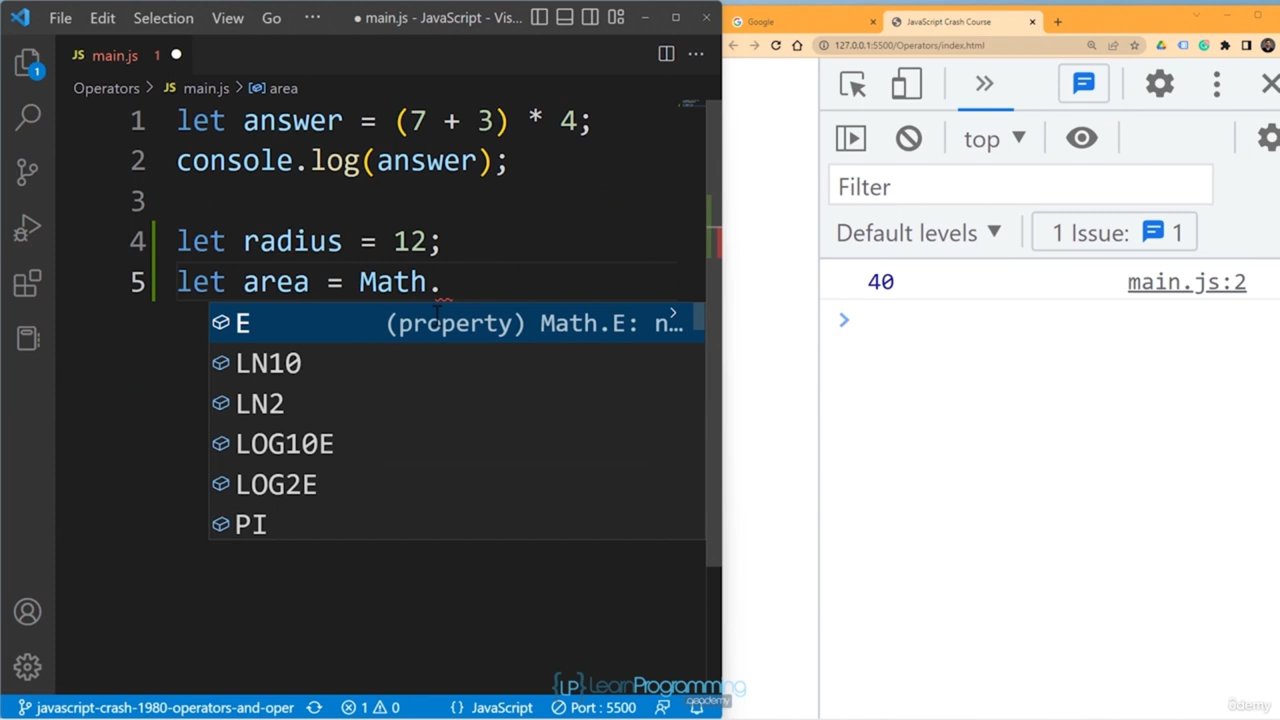 File Edit Selection View Go ··· ● main.js - JavaScript - Vis...
JS main.js 1 ●
Operators > main.js > area
1 let answer = (7 + 3) * 4;
2 console.log(answer);
3
4 let radius = 12;
5 let area = Math.
E (property) Math.E: n…
LN10
LN2
LOG10E
LOG2E
PI
javascript-crash-1980-operators-and-oper 1 0 {} JavaScript Port : 5500
1
Google
JavaScript Crash Course
127.0.0.1:5500/Operators/index.html
top
Filter
Default levels
1 Issue: 1
40 main.js:2
{LP} LearnProgramming
academy
ûdemy